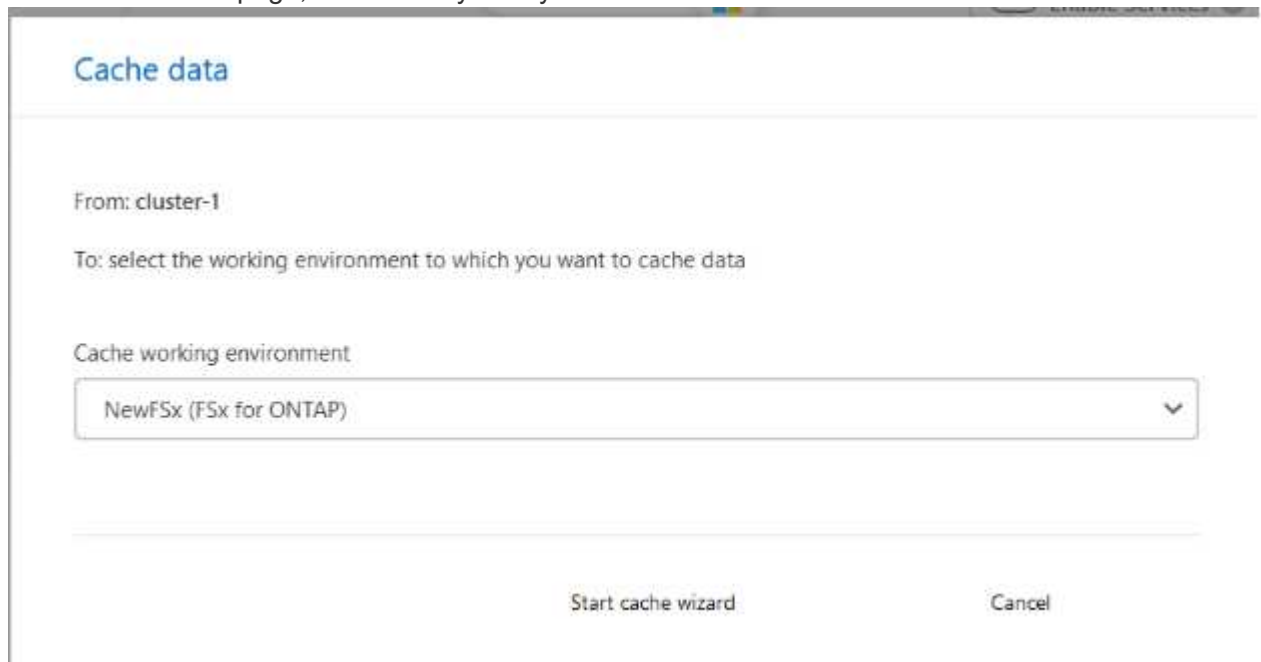 Cache data
From: cluster-1
To: select the working environment to which you want to cache data
Cache working environment
NewFSx (FSx for ONTAP)
Start cache wizard
Cancel